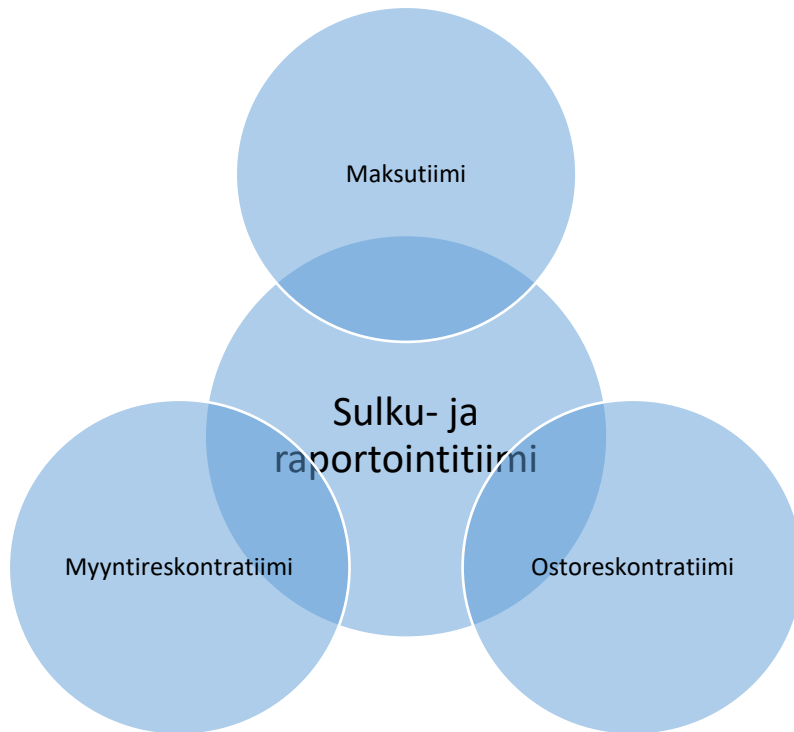 Maksutiimi
Sulku- ja
raportointitiimi
Myyntireskontratiimi
Ostoreskontratiimi